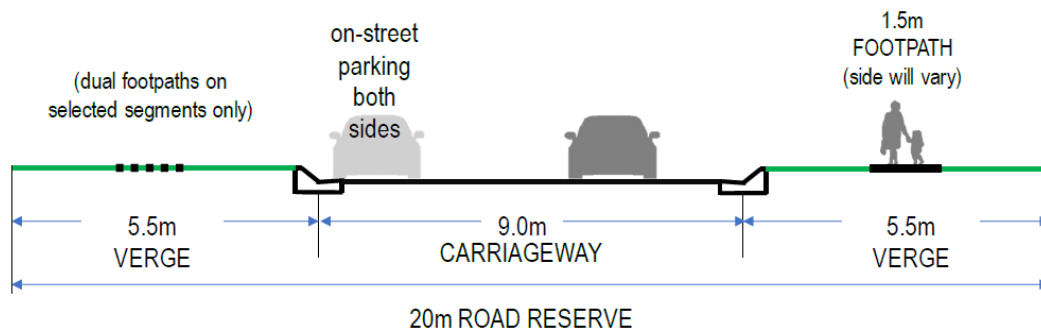 (dual footpaths on
selected segments only)
on-street
parking
both
sides
1.5m
FOOTPATH
(side will vary)
5.5m
VERGE
9.0m
CARRIAGEWAY
5.5m
VERGE
20m ROAD RESERVE